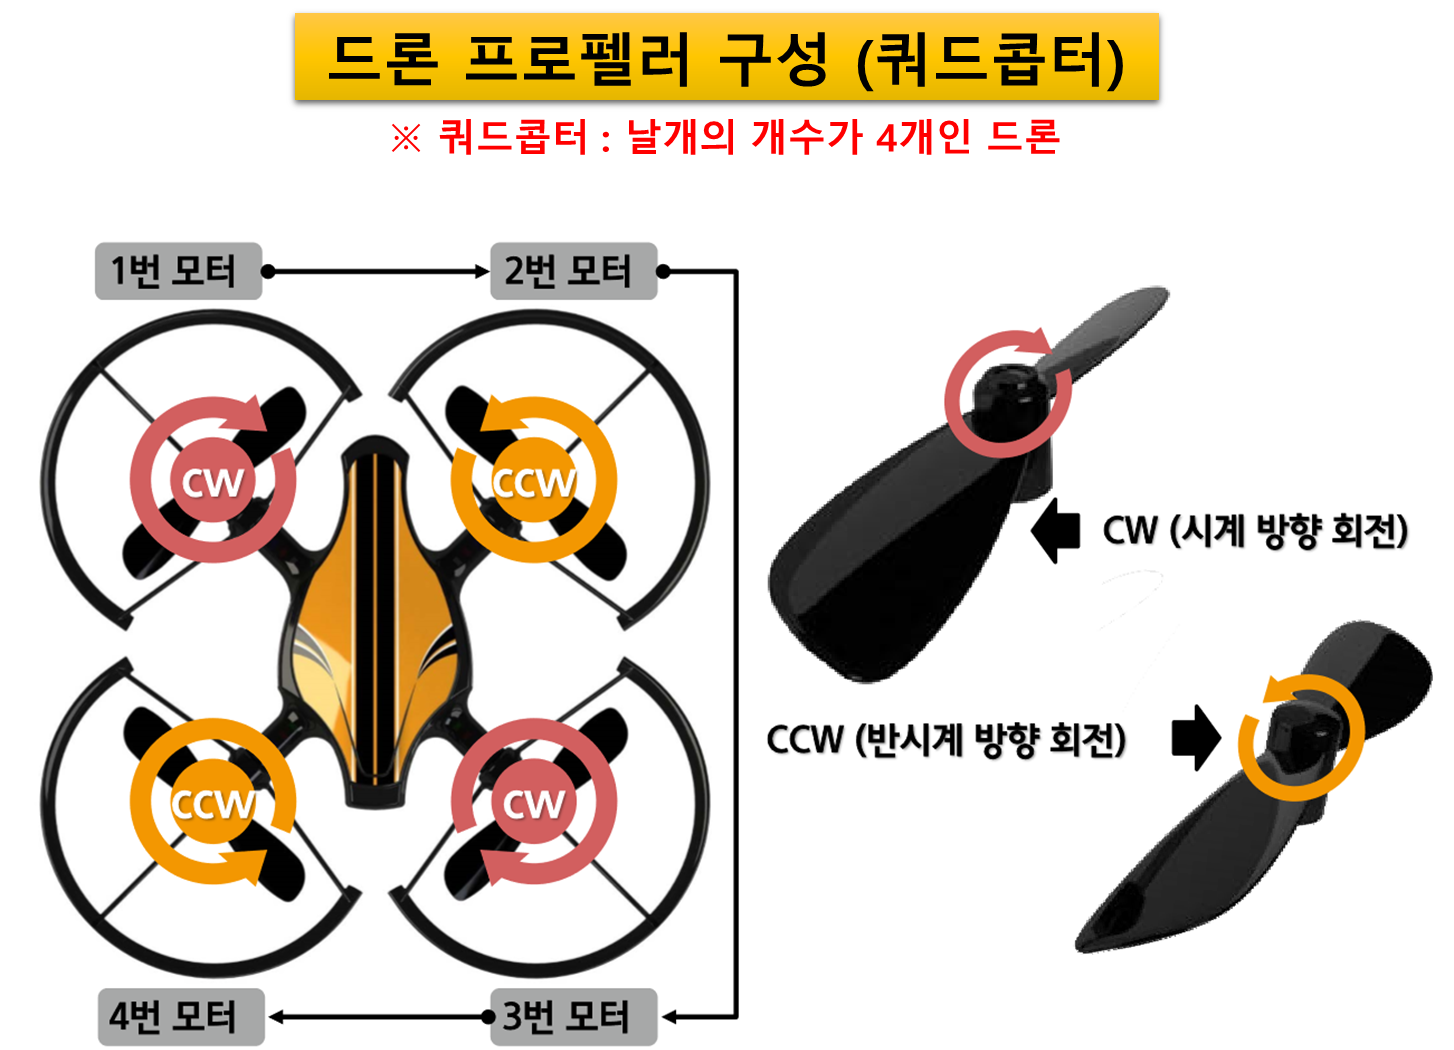 드론 프로펠러 구성 (쿼드콥터)
※ 쿼드콥터 : 날개의 개수가 4개인 드론
1번 모터
2번 모터
CW
CCW
CW (시계 방향 회전)
CCW (반시계 방향 회전)
CCW
CW
4번 모터
3번 모터